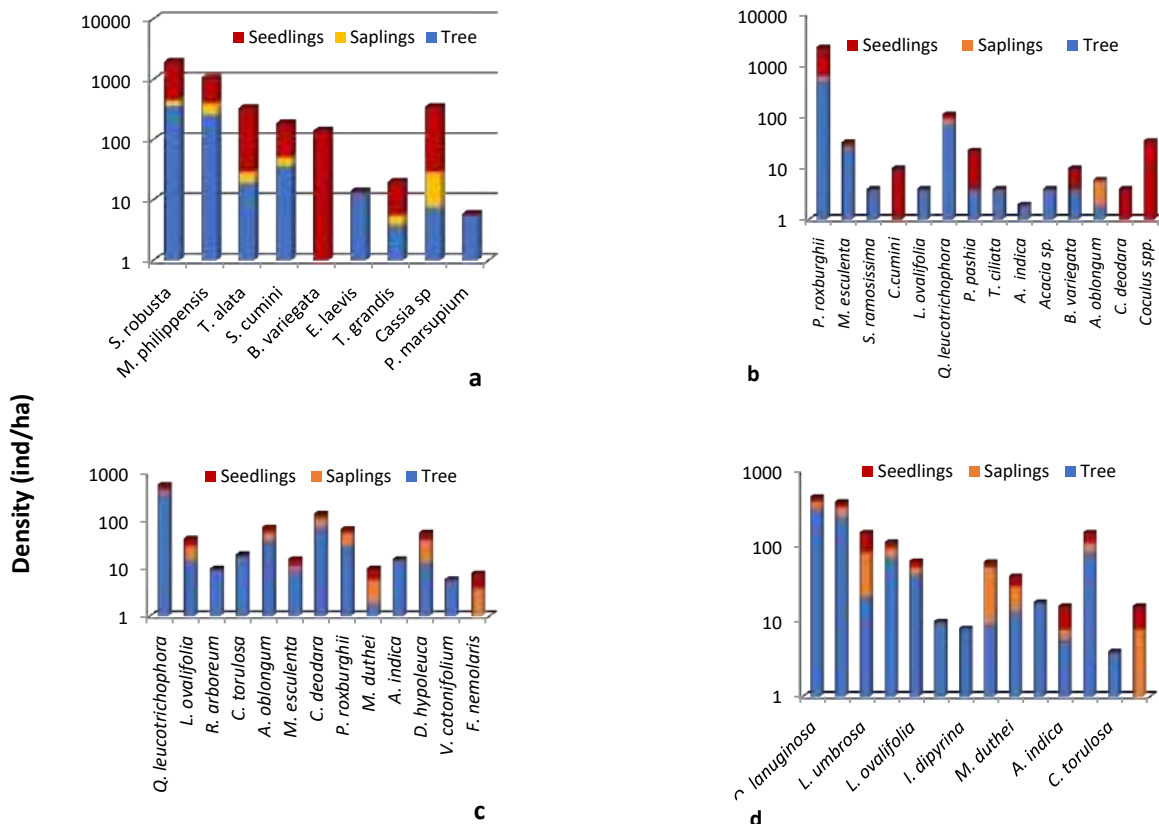 10000
1000
100
10
1
Seedlings Saplings Tree
S. robusta
M. philippensis
T. alata
S. cumini
B. variegata
E. laevis
T. grandis
Cassia sp
P. marsupium
a
10000
1000
100
10
1
Seedlings Saplings Tree
P. roxburghii
M. esculenta
S. ramosissima
C.cumini
L. ovalifolia
Q. leucotrichophora
P. pashia
T. ciliata
A. indica
Acacia sp.
B. variegata
A. oblongum
C. deodara
Coculus spp.
b
Density (ind/ha)
1000
100
10
1
Seedlings Saplings Tree
Q. leucotrichophora
L. ovalifolia
R. arboreum
C. torulosa
A. oblongum
M. esculenta
C. deodara
P. roxburghii
M. duthei
A. indica
D. hypoleuca
V. cotonifolium
F. nemolaris
c
1000
100
10
1
Seedlings Saplings Tree
lanuginosa
L. umbrosa
L. ovalifolia
I. dipyrina
M. duthei
A. indica
C. torulosa
d